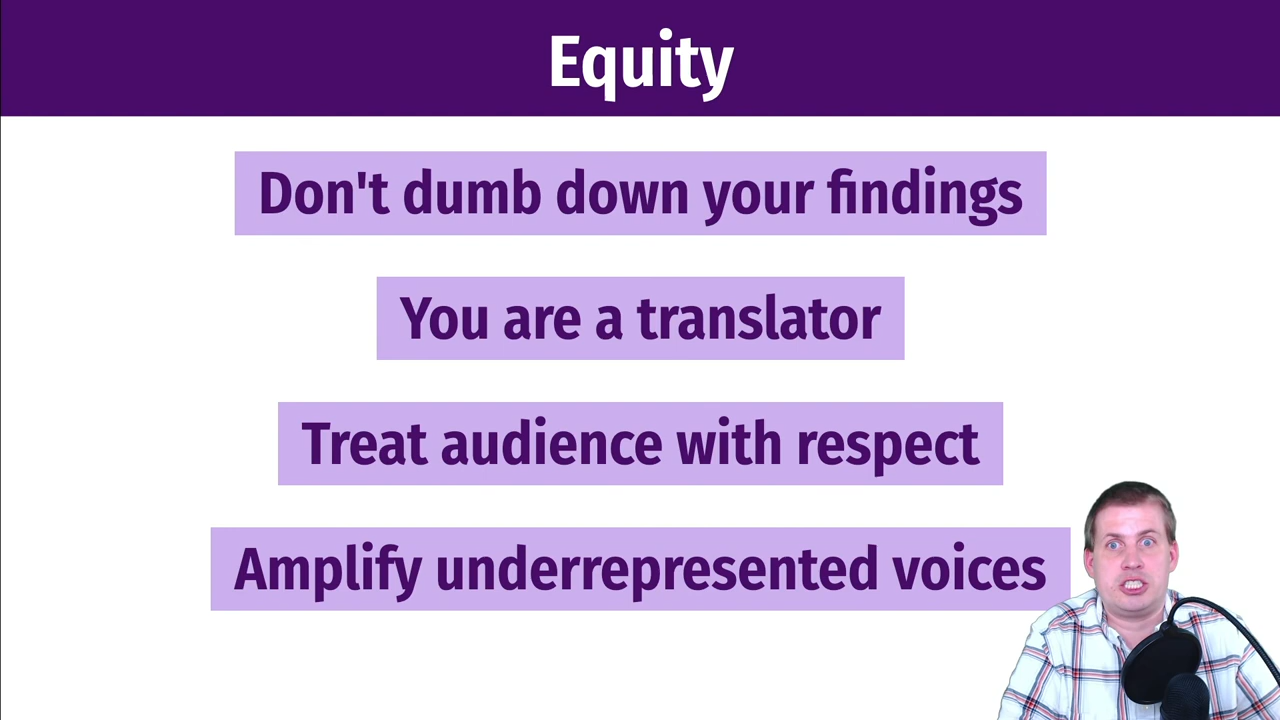 Equity
Don't dumb down your findings
You are a translator
Treat audience with respect
Amplify underrepresented voices